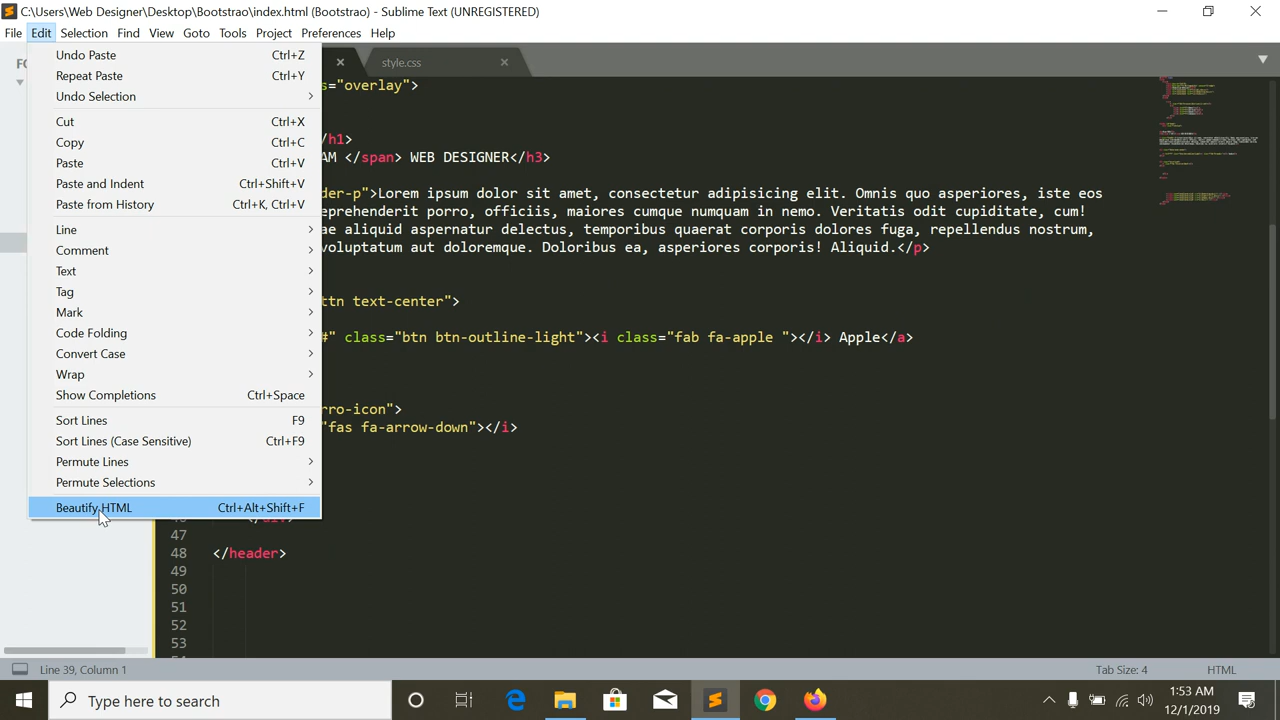 C:\Users\Web Designer\Desktop\Bootstrao\index.html (Bootstrao) - Sublime Text (UNREGISTERED)
File Edit Selection Find View Goto Tools Project Preferences Help
Undo Paste Ctrl+Z
Repeat Paste Ctrl+Y
Undo Selection
Cut Ctrl+X
Copy Ctrl+C
Paste Ctrl+V
Paste and Indent Ctrl+Shift+V
Paste from History Ctrl+K, Ctrl+V
Line
Comment
Text
Tag
Mark
Code Folding
Convert Case
Wrap
Show Completions Ctrl+Space
Sort Lines F9
Sort Lines (Case Sensitive) Ctrl+F9
Permute Lines
Permute Selections
Beautify HTML Ctrl+Alt+Shift+F
style.css
s="overlay">
/h1>
AM </span> WEB DESIGNER</h3>
der-p">Lorem ipsum dolor sit amet, consectetur adipisicing elit. Omnis quo asperiores, iste eos
eprehenderit porro, officiis, maiores cumque numquam in nemo. Veritatis odit cupiditate, cum!
ae aliquid aspernatur delectus, temporibus quaerat corporis dolores fuga, repellendus nostrum,
voluptatum aut doloremque. Doloribus ea, asperiores corporis! Aliquid.</p>
ttn text-center">
#" class="btn btn-outline-light"><i class="fab fa-apple "></i> Apple</a>
rro-icon">
"fas fa-arrow-down"></i>
47
48 </header>
49
50
51
52
53
Line 39, Column 1 Tab Size: 4 HTML
Type here to search
1:53 AM
12/1/2019